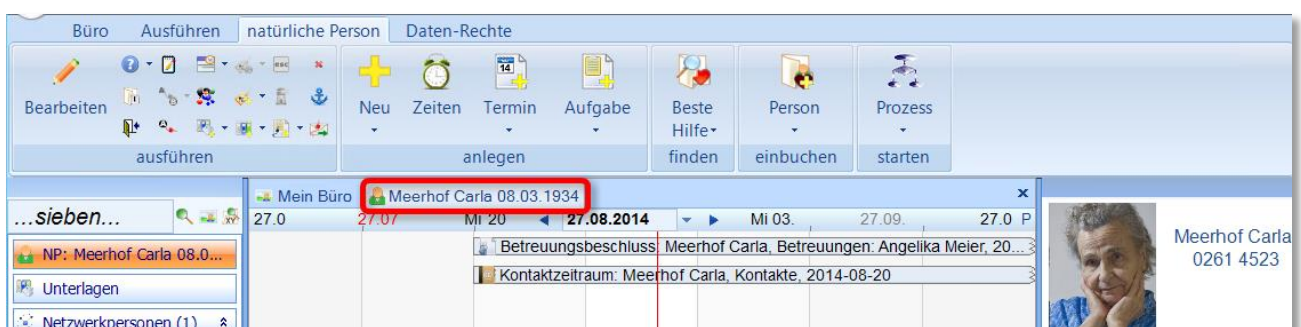 Büro Ausführen natürliche Person Daten-Rechte
Bearbeiten Neu Zeiten Termin Aufgabe Beste Hilfe Person Prozess
ausführen anlegen finden einbuchen starten
Mein Büro Meerhof Carla 08.03.1934 x
...sieben... 27.0 27.07 Mi 20 27.08.2014 Mi 03. 27.09. 27.0 P
NP: Meerhof Carla 08.0...
Betreuungsbeschluss: Meerhof Carla, Betreuungen: Angelika Meier, 20...
Meerhof Carla
0261 4523
Unterlagen
Kontaktzeitraum: Meerhof Carla, Kontakte, 2014-08-20
Netzwerkpersonen (1)